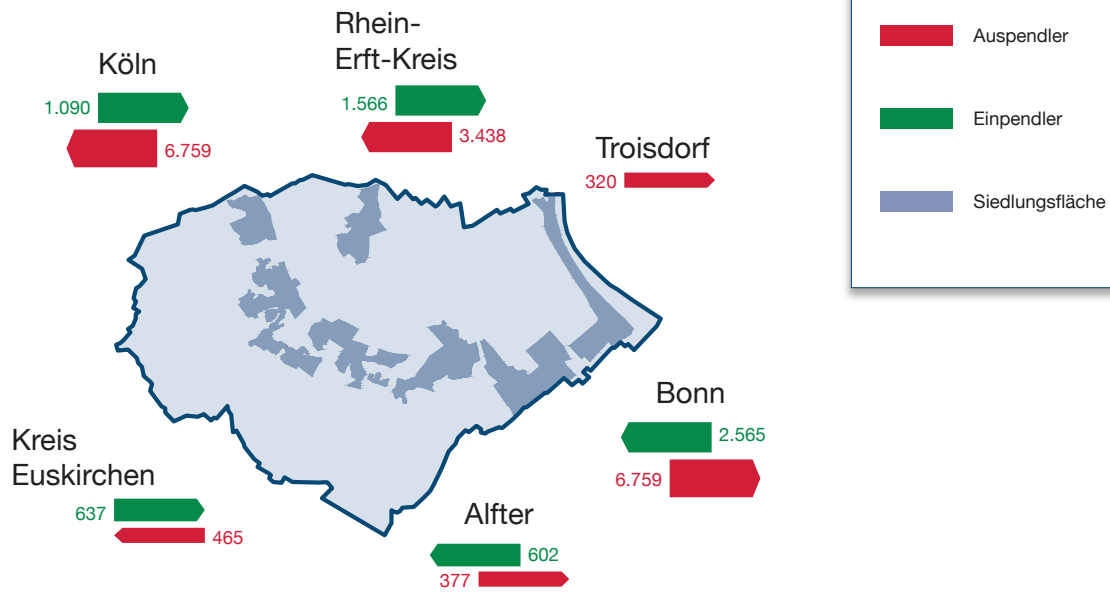 Rhein-
Erft-Kreis
Köln
1.090
6.759
1.566
3.438
Troisdorf
320
Auspendler
Einpendler
Siedlungsfläche
Bonn
2.565
6.759
Kreis
Euskirchen
637
465
Alfter
602
377